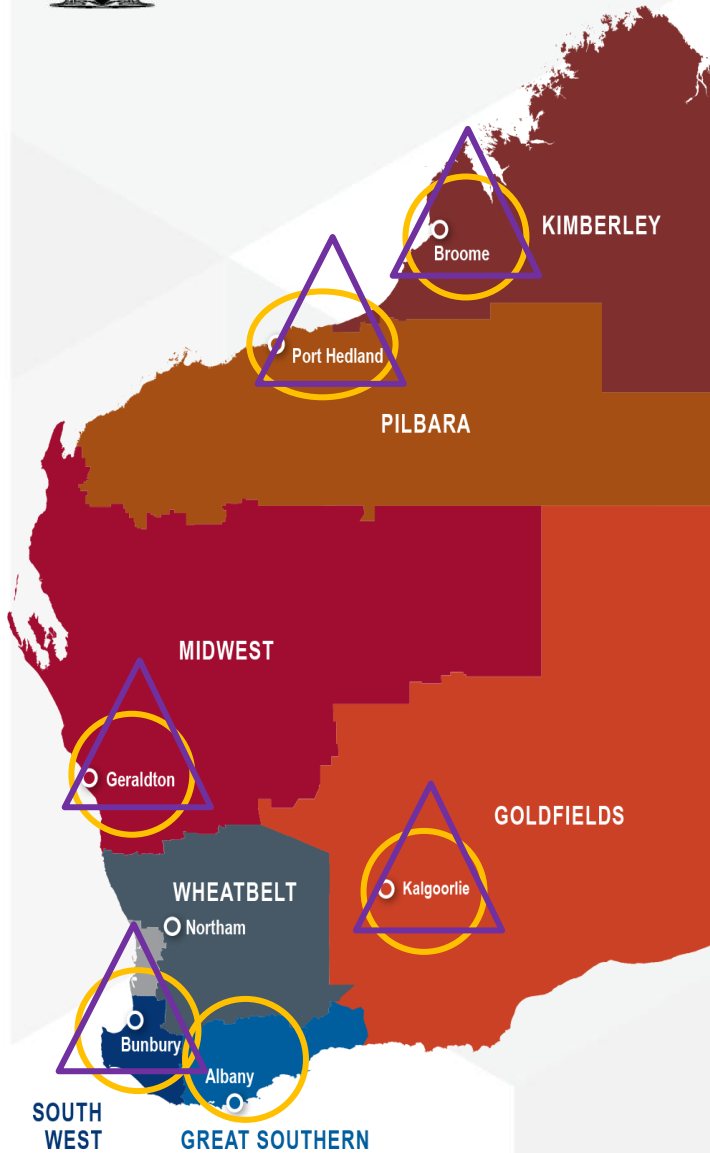 KIMBERLEY
Broome
Port Hedland
PILBARA
MIDWEST
Geraldton
GOLDFIELDS
Kalgoorlie
WHEATBELT
Northam
Bunbury
Albany
SOUTH
WEST
GREAT SOUTHERN